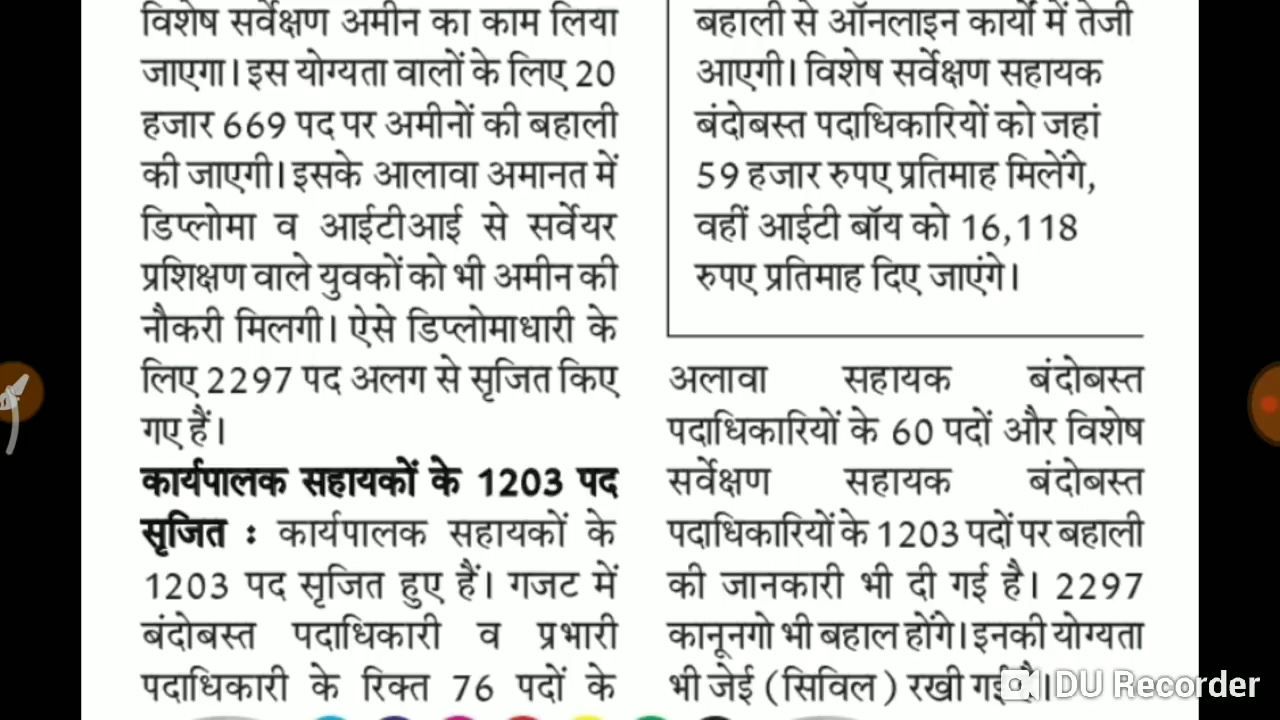 विशेष सर्वेक्षण अमीन का काम लिया
जाएगा। इस योग्यता वालों के लिए 20
हजार 669 पद पर अमीनों की बहाली
की जाएगी। इसके आलावा अमानत में
डिप्लोमा व आईटीआई से सर्वेयर
प्रशिक्षण वाले युवकों को भी अमीन की
नौकरी मिलगी। ऐसे डिप्लोमाधारी के
लिए 2297 पद अलग से सृजित किए
गए हैं।
कार्यपालक सहायकों के 1203 पद
सृजित : कार्यपालक सहायकों के
1203 पद सृजित हुए हैं। गजट में
बंदोबस्त पदाधिकारी व प्रभारी
पदाधिकारी के रिक्त 76 पदों के
बहाली से ऑनलाइन कार्यों में तेजी
आएगी। विशेष सर्वेक्षण सहायक
बंदोबस्त पदाधिकारियों को जहां
59 हजार रुपए प्रतिमाह मिलेंगे,
वहीं आईटी बॉय को 16,118
रुपए प्रतिमाह दिए जाएंगे।
अलावा सहायक बंदोबस्त
पदाधिकारियों के 60 पदों और विशेष
सर्वेक्षण सहायक बंदोबस्त
पदाधिकारियों के 1203 पदों पर बहाली
की जानकारी भी दी गई है। 2297
कानूनगो भी बहाल होंगे। इनकी योग्यता
भी जेई (सिविल) रखी गई है।
DU Recorder